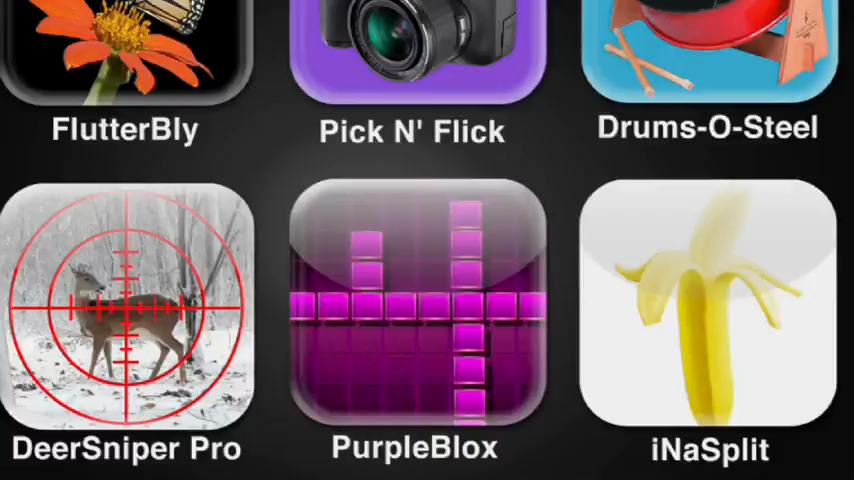 FlutterBly
Pick N' Flick
Drums-O-Steel
DeerSniper Pro
PurpleBlox
iNaSplit